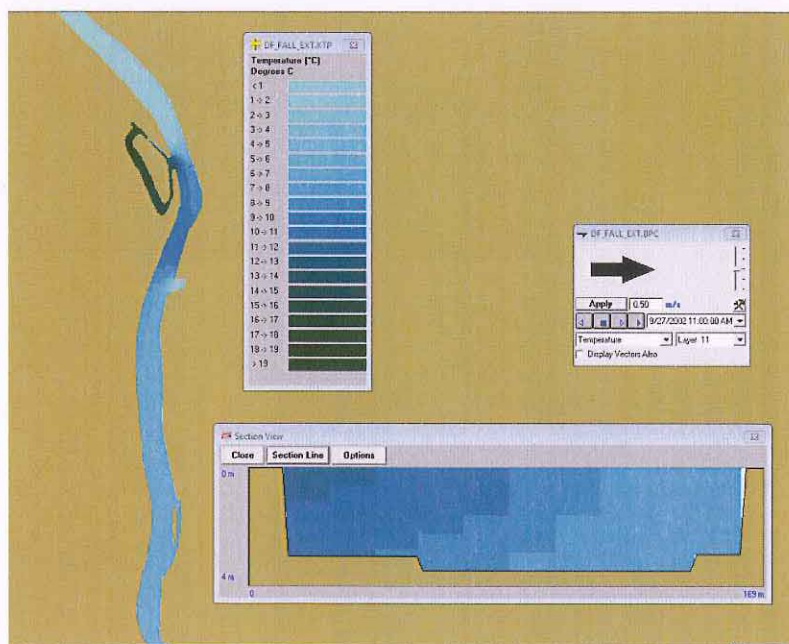 DF_FALL_EXT.XTP
Temperature (°C)
Degrees C
< 1
1 -> 2
2 -> 3
3 -> 4
4 -> 5
5 -> 6
6 -> 7
7 -> 8
8 -> 9
9 -> 10
10 -> 11
11 -> 12
12 -> 13
13 -> 14
14 -> 15
15 -> 16
16 -> 17
17 -> 18
18 -> 19
> 19
DF_FALL_EXT.BPC
Apply 0.50 m/s
9/27/2002 11:00:00 AM
Temperature Layer 11
Display Vectors Also
Section View
Close Section Line Options
0 m
4 m
0 169 m